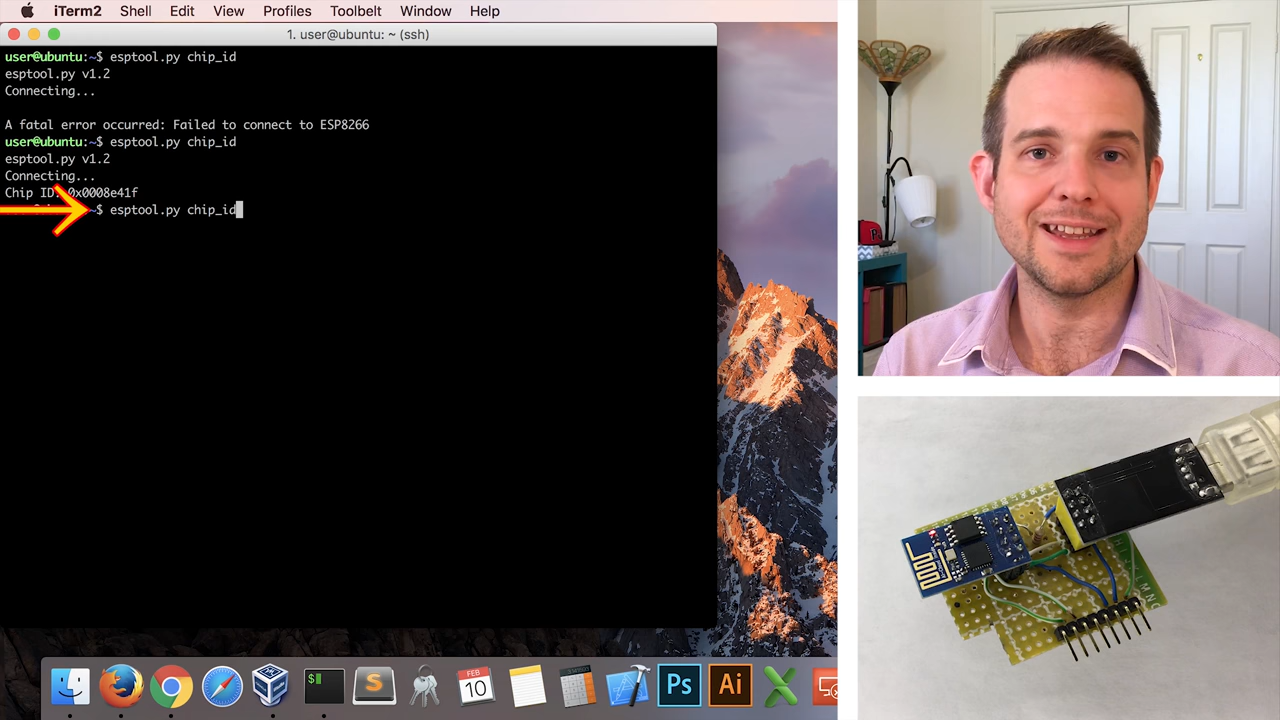 iTerm2 Shell Edit View Profiles Toolbelt Window Help
1. user@ubuntu: ~ (ssh)
user@ubuntu:~$ esptool.py chip_id
esptool.py v1.2
Connecting...
A fatal error occurred: Failed to connect to ESP8266
user@ubuntu:~$ esptool.py chip_id
esptool.py v1.2
Connecting...
Chip ID: 0x0008e41f
~$ esptool.py chip_id
$
S
FEB
10
Ps
Ai
L M N O